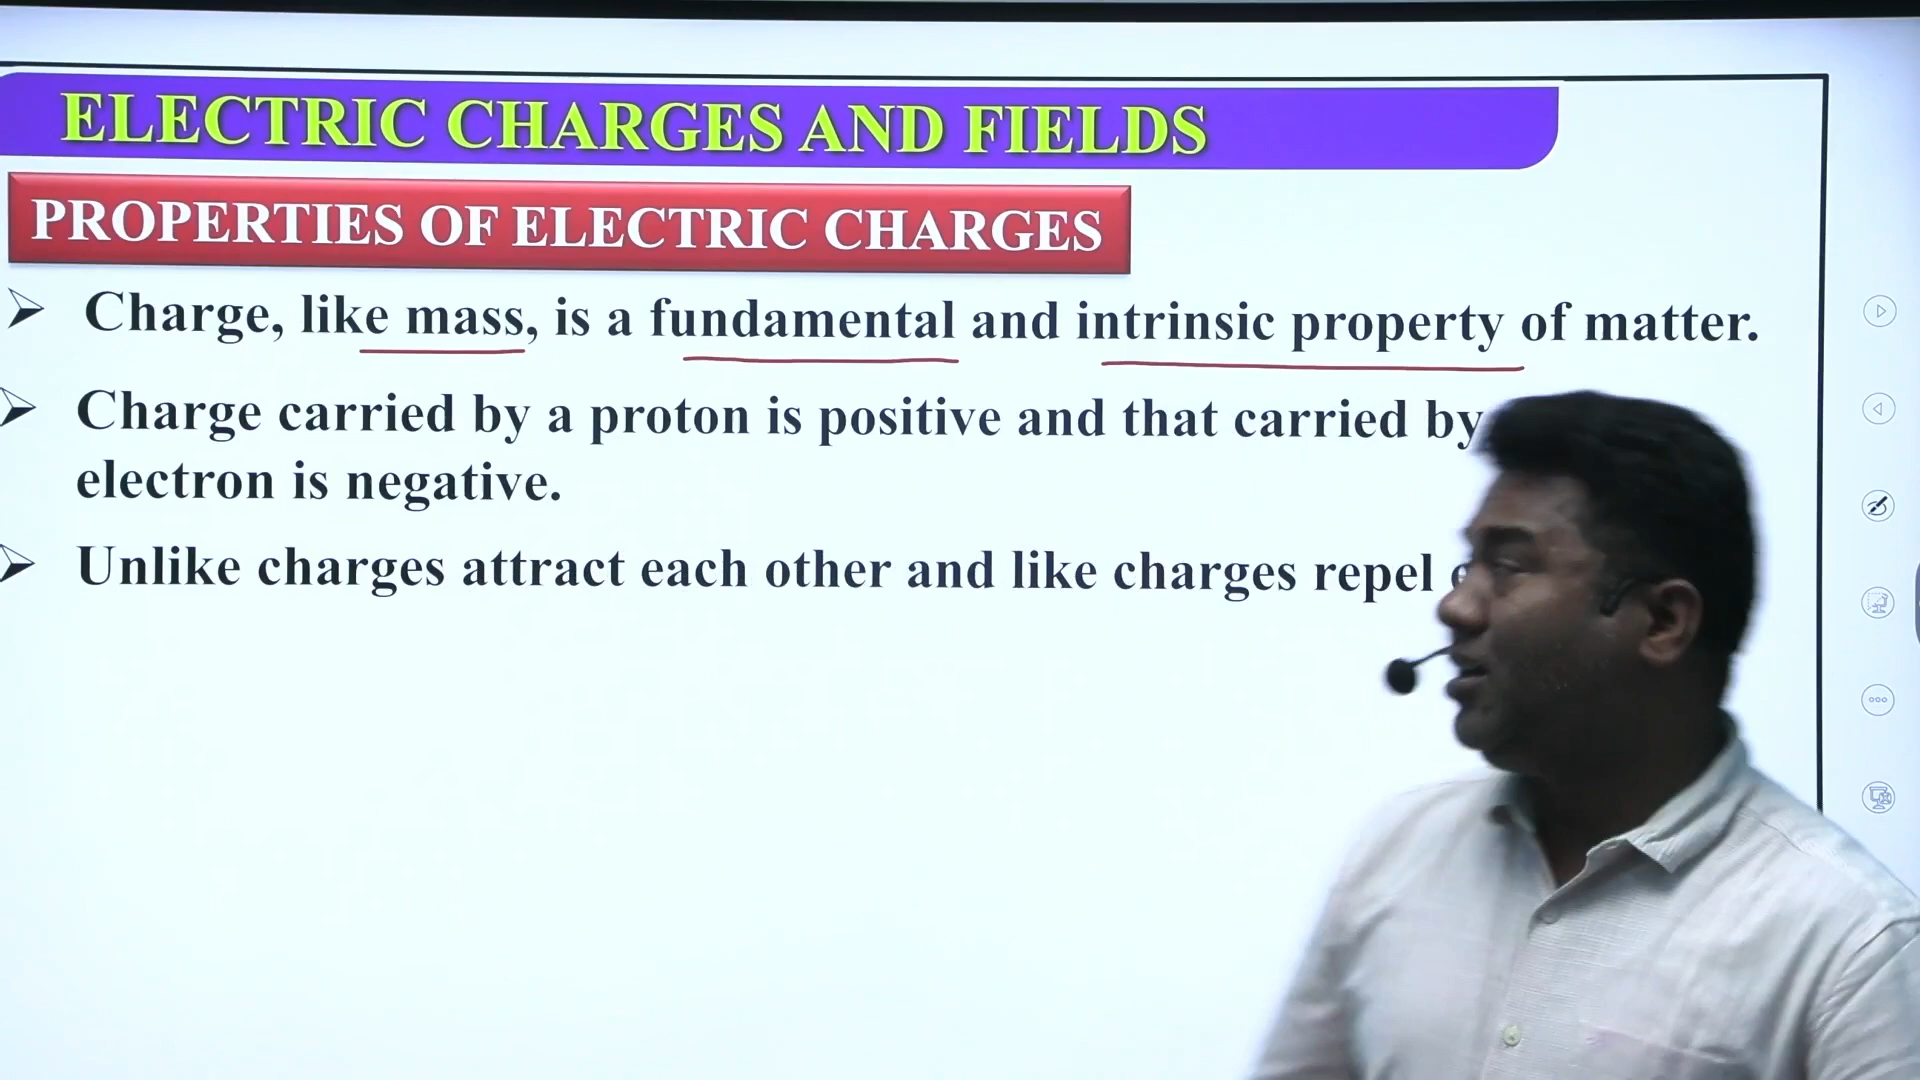 ELECTRIC CHARGES AND FIELDS
PROPERTIES OF ELECTRIC CHARGES
Charge, like mass, is a fundamental and intrinsic property of matter.
Charge carried by a proton is positive and that carried by
electron is negative.
Unlike charges attract each other and like charges repel